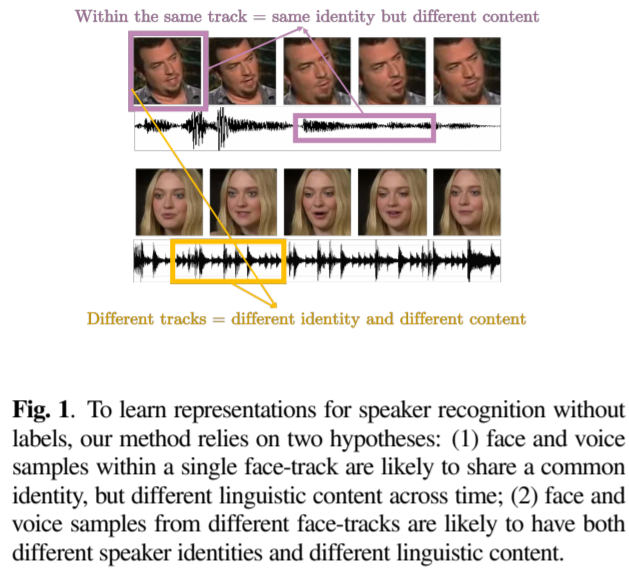 Within the same track = same identity but different content
Different tracks = different identity and different content
Fig. 1. To learn representations for speaker recognition without
labels, our method relies on two hypotheses: (1) face and voice
samples within a single face-track are likely to share a common
identity, but different linguistic content across time; (2) face and
voice samples from different face-tracks are likely to have both
different speaker identities and different linguistic content.